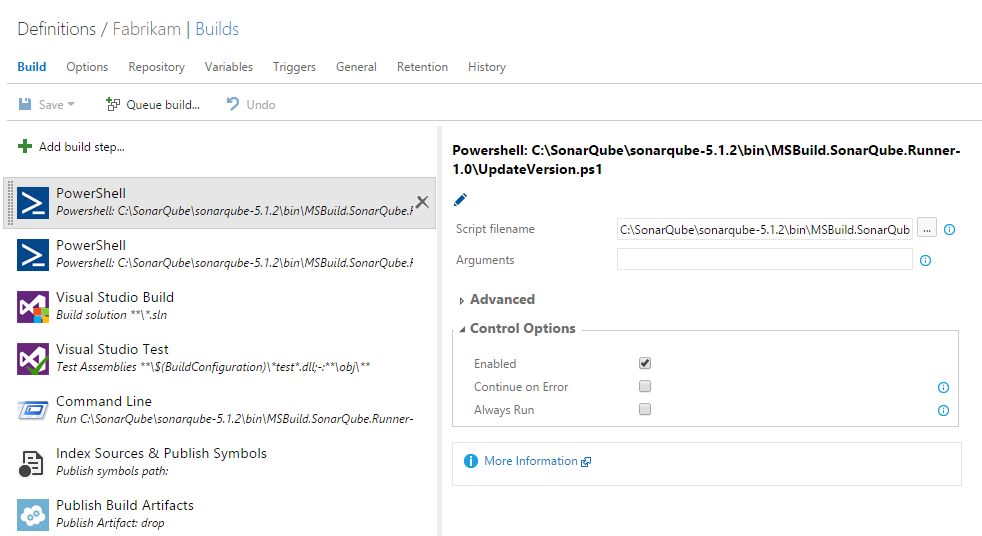 Definitions / Fabrikam | Builds
Build Options Repository Variables Triggers General Retention History
Save Queue build... Undo
Add build step...
PowerShell
Powershell: C:\SonarQube\sonarqube-5.1.2\bin\MSBuild.SonarQube.
PowerShell
Powershell: C:\SonarQube\sonarqube-5.1.2\bin\MSBuild.SonarQube.
Visual Studio Build
Build solution **\*.sln
Visual Studio Test
Test Assemblies **\$(BuildConfiguration)\*test*.dll;-:**\obj\**
Command Line
Run C:\SonarQube\sonarqube-5.1.2\bin\MSBuild.SonarQube.Runner-
Index Sources & Publish Symbols
Publish symbols path:
Publish Build Artifacts
Publish Artifact: drop
Powershell: C:\SonarQube\sonarqube-5.1.2\bin\MSBuild.SonarQube.Runner-
1.0\UpdateVersion.ps1
Script filename C:\SonarQube\sonarqube-5.1.2\bin\MSBuild.SonarQub ...
Arguments
Advanced
Control Options
Enabled
Continue on Error
Always Run
More Information